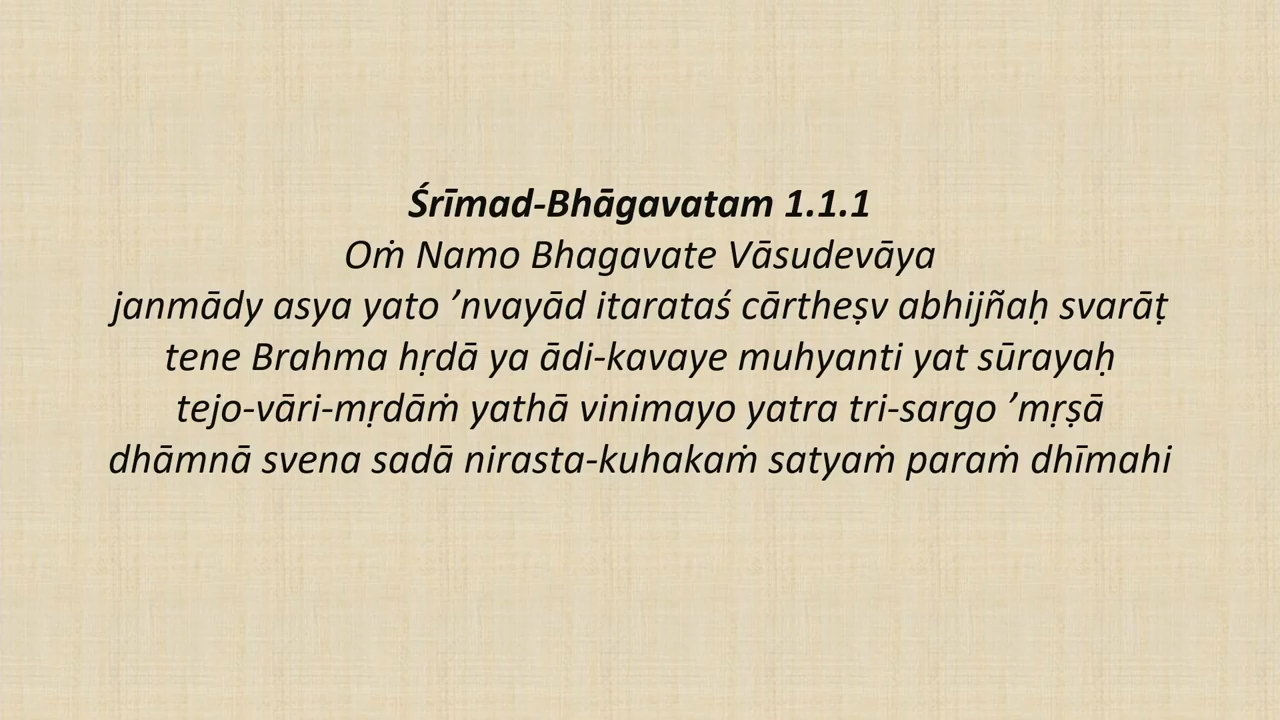 Śrīmad-Bhāgavatam 1.1.1
Oṁ Namo Bhagavate Vāsudevāya
janmādy asya yato ’nvayād itarataś cārtheṣv abhijñaḥ svarāṭ
tene Brahma hṛdā ya ādi-kavaye muhyanti yat sūrayaḥ
tejo-vāri-mṛdāṁ yathā vinimayo yatra tri-sargo ’mṛṣā
dhāmnā svena sadā nirasta-kuhakaṁ satyaṁ paraṁ dhīmahi